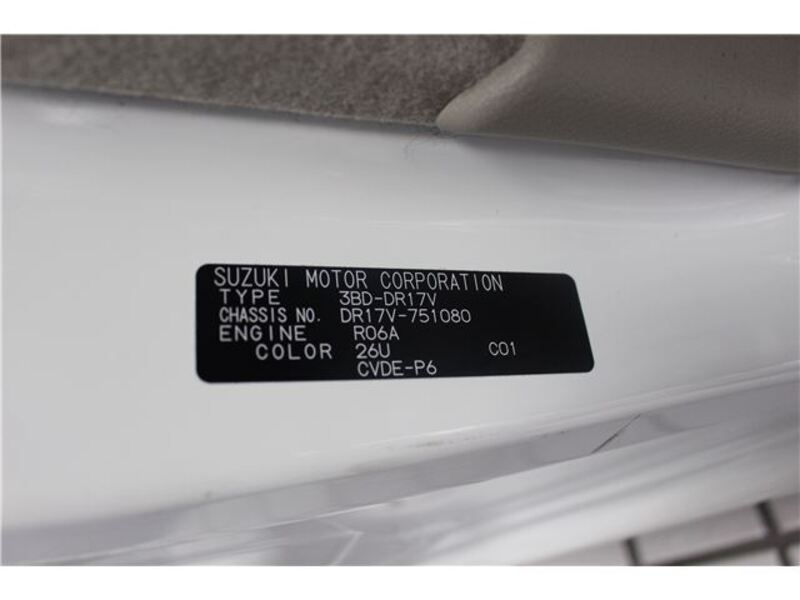 SUZUKI MOTOR CORPORATION
TYPE 3BD-DR17V
CHASSIS NO. DR17V-751080
ENGINE R06A
COLOR 26U C01
CVDE-P6